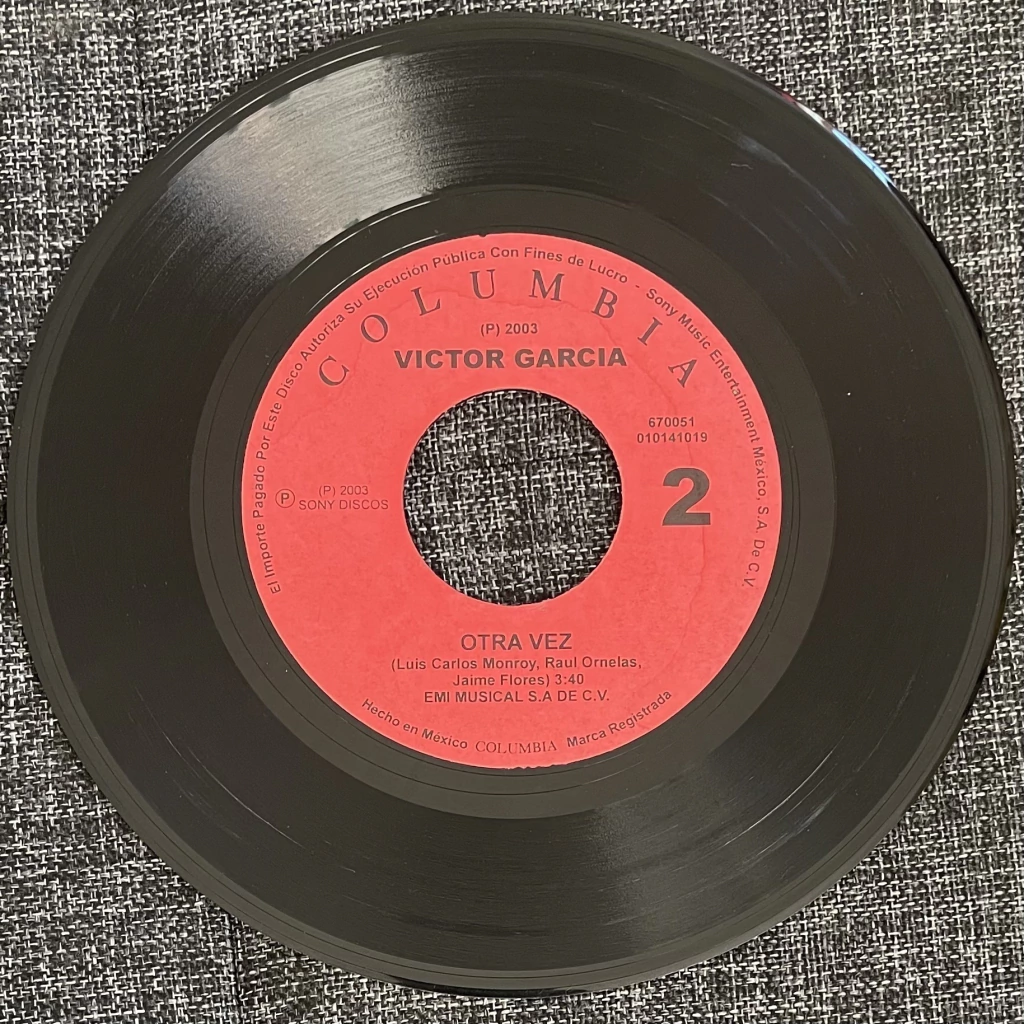 El Importe Pagado Por Este Disco Autoriza Su Ejecución Pública Con Fines de Lucro - Sony Music Entertainment México, S.A. De C.V.
COLUMBIA
(P) 2003
VICTOR GARCIA
670051
010141019
2
P
(P) 2003
SONY DISCOS
OTRA VEZ
(Luis Carlos Monroy, Raul Ornelas,
Jaime Flores) 3:40
EMI MUSICAL S.A DE C.V.
Hecho en México COLUMBIA Marca Registrada